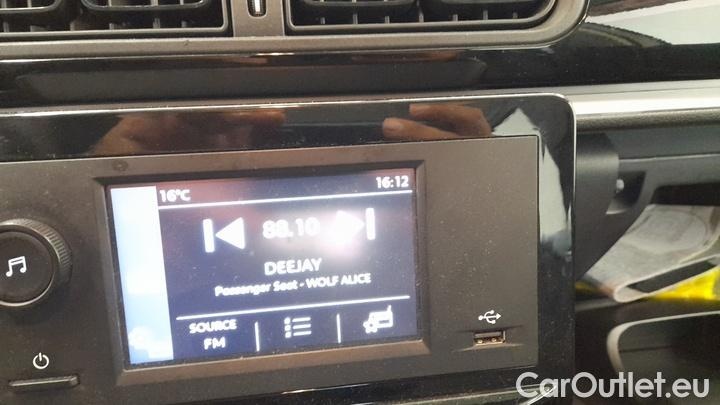 16°C 16:12
88.10
DEEJAY
Passenger Seat - WOLF ALICE
SOURCE
FM
CarOutlet.eu